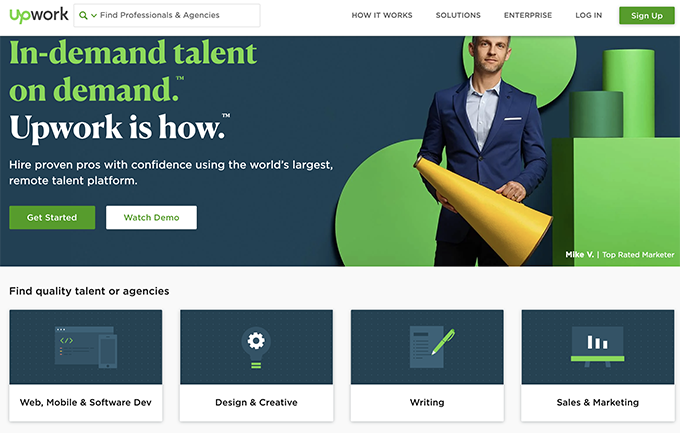 Upwork
Find Professionals & Agencies
HOW IT WORKS
SOLUTIONS
ENTERPRISE
LOG IN
Sign Up
In-demand talent
on demand.™
Upwork is how.™
Hire proven pros with confidence using the world's largest,
remote talent platform.
Get Started
Watch Demo
Mike V. | Top Rated Marketer
Find quality talent or agencies
</>
Web, Mobile & Software Dev
Design & Creative
Writing
Sales & Marketing